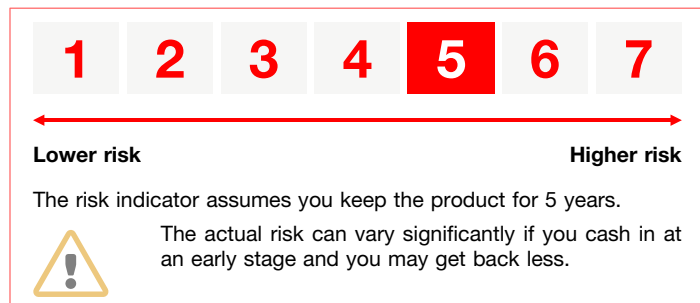 1 2 3 4 5 6 7
Lower risk Higher risk
The risk indicator assumes you keep the product for 5 years.
The actual risk can vary significantly if you cash in at
an early stage and you may get back less.